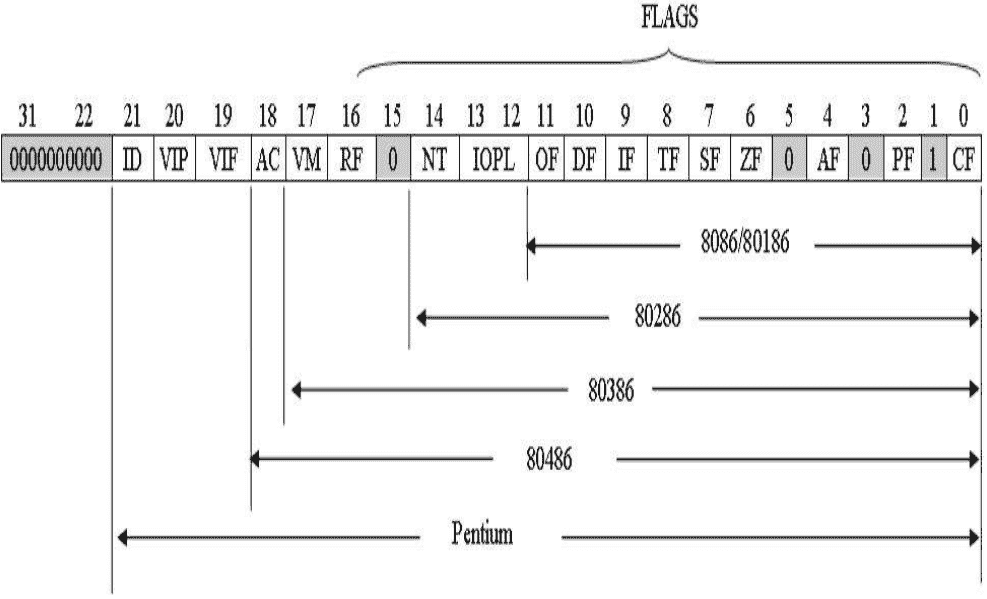 FLAGS
31 22 21 20 19 18 17 16 15 14 13 12 11 10 9 8 7 6 5 4 3 2 1 0
0000000000 ID VIP VIF AC VM RF 0 NT IOPL OF DF IF TF SF ZF 0 AF 0 PF 1 CF
8086/80186
80286
80386
80486
Pentium